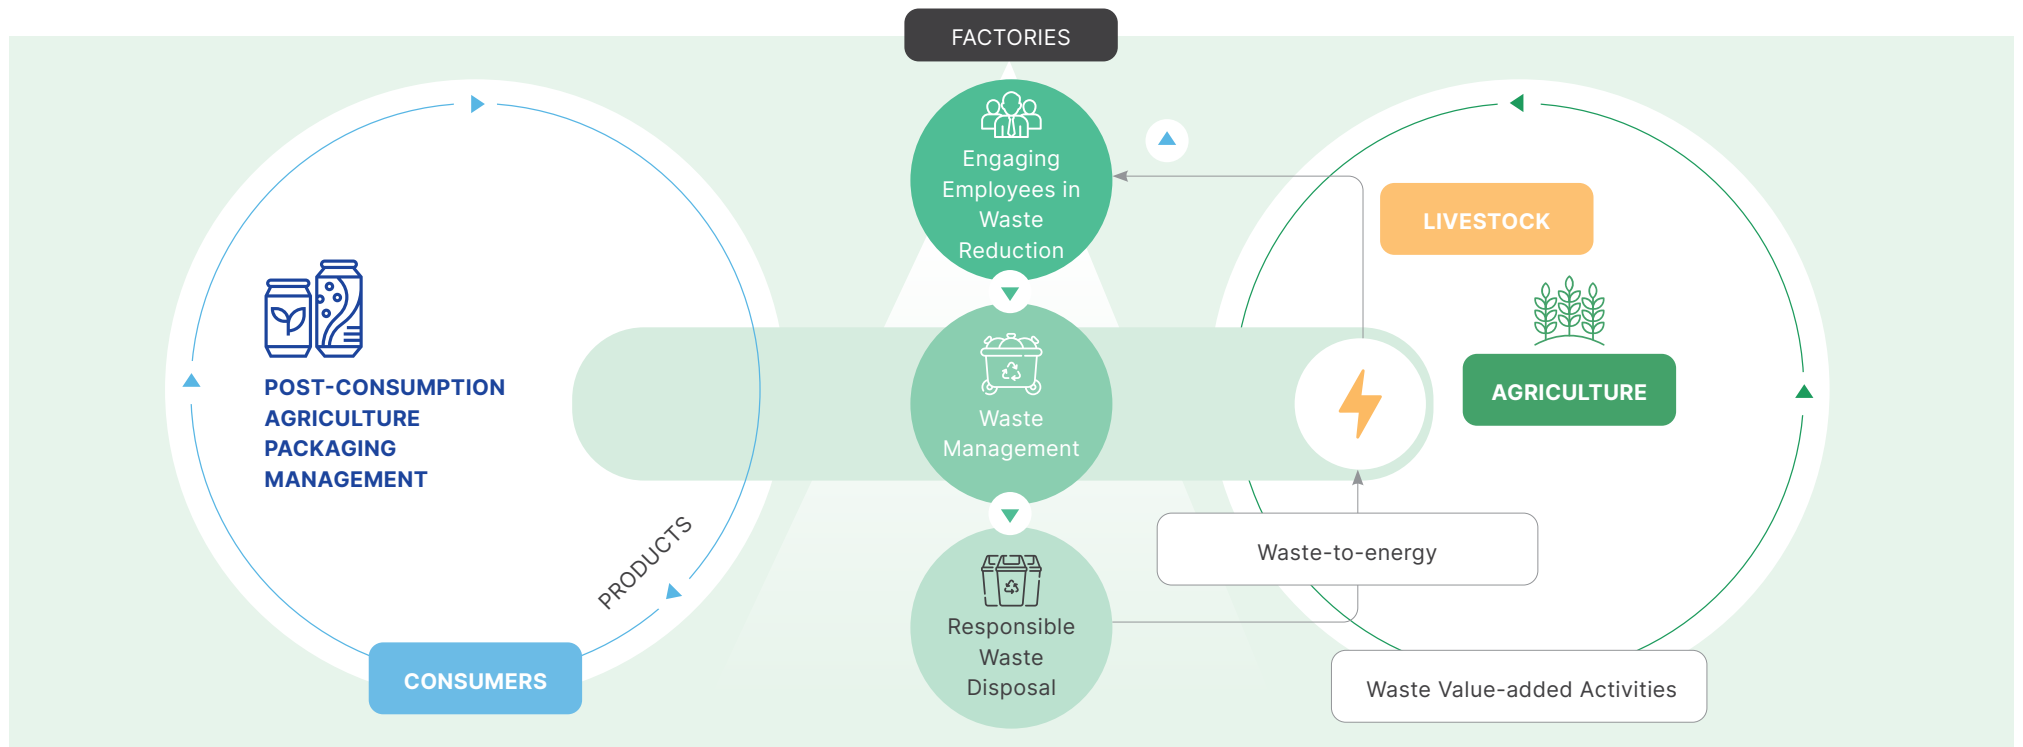 FACTORIES
Engaging
Employees in
Waste
Reduction
Waste
Management
Responsible
Waste
Disposal
POST-CONSUMPTION
AGRICULTURE
PACKAGING
MANAGEMENT
PRODUCTS
CONSUMERS
LIVESTOCK
AGRICULTURE
Waste-to-energy
Waste Value-added Activities